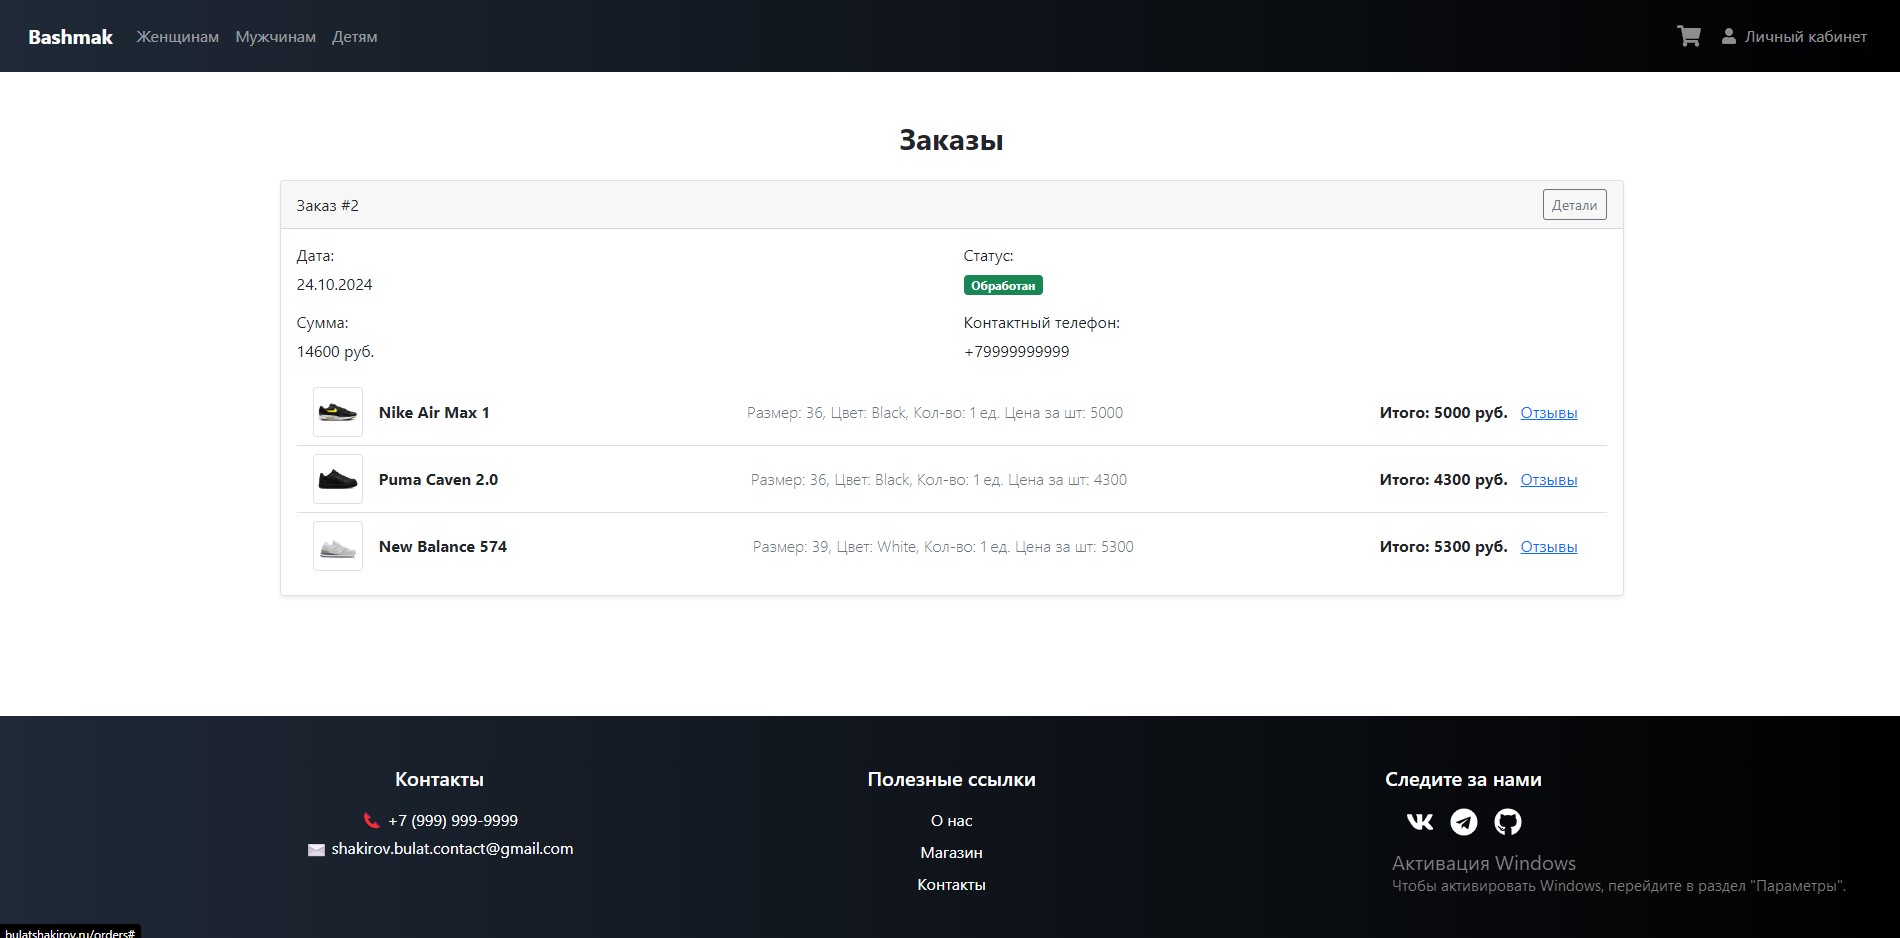 Bashmak Женщинам Мужчинам Детям Личный кабинет
Заказы
Заказ #2 Детали
Дата: Статус:
24.10.2024 Обработан
Сумма: Контактный телефон:
14600 руб. +79999999999
Nike Air Max 1 Размер: 36, Цвет: Black, Кол-во: 1 ед. Цена за шт: 5000 Итого: 5000 руб. Отзывы
Puma Caven 2.0 Размер: 36, Цвет: Black, Кол-во: 1 ед. Цена за шт: 4300 Итого: 4300 руб. Отзывы
New Balance 574 Размер: 39, Цвет: White, Кол-во: 1 ед. Цена за шт: 5300 Итого: 5300 руб. Отзывы
Контакты
+7 (999) 999-9999
shakirov.bulat.contact@gmail.com
Полезные ссылки
О нас
Магазин
Контакты
Следите за нами
Активация Windows
Чтобы активировать Windows, перейдите в раздел "Параметры".
bulatshakirov.ru/orders#